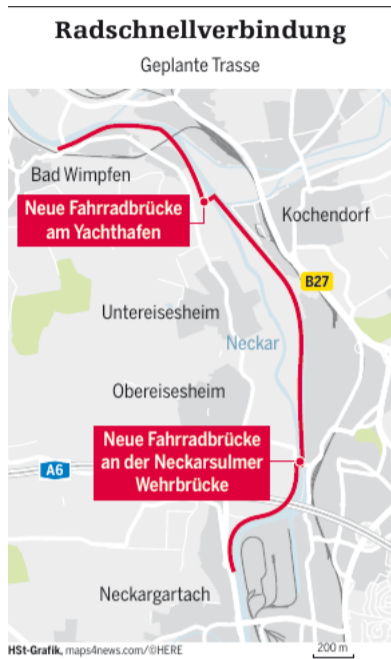 Radschnellverbindung
Geplante Trasse
Bad Wimpfen
Neue Fahrradbrücke
am Yachthafen
Kochendorf
B27
Untereisesheim
Neckar
Obereisesheim
Neue Fahrradbrücke
an der Neckarsulmer
Wehrbrücke
A6
Neckargartach
HSt-Grafik, maps4news.com/©HERE
200 m